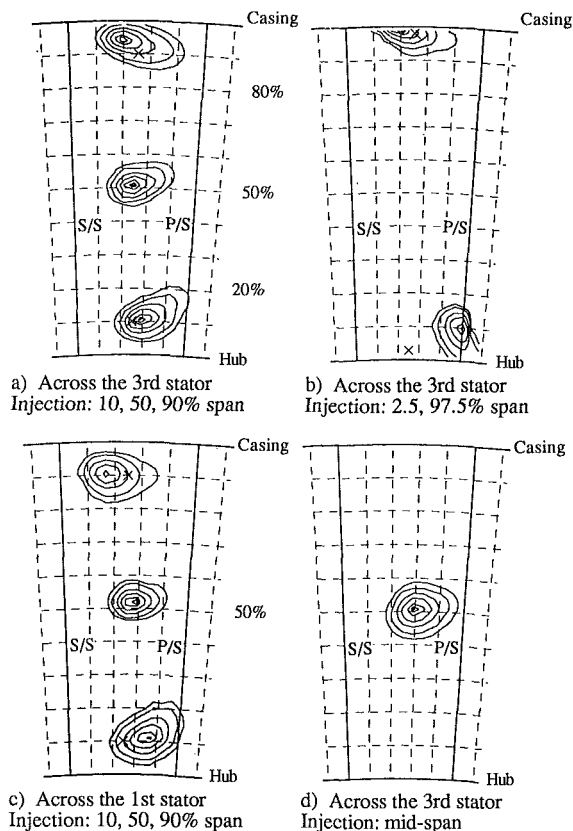 Casing
80%
50%
S/S P/S
20%
Hub
a) Across the 3rd stator
Injection: 10, 50, 90% span
Casing
S/S P/S
Hub
b) Across the 3rd stator
Injection: 2.5, 97.5% span
Casing
50%
S/S P/S
Hub
c) Across the 1st stator
Injection: 10, 50, 90% span
Casing
S/S P/S
Hub
d) Across the 3rd stator
Injection: mid-span